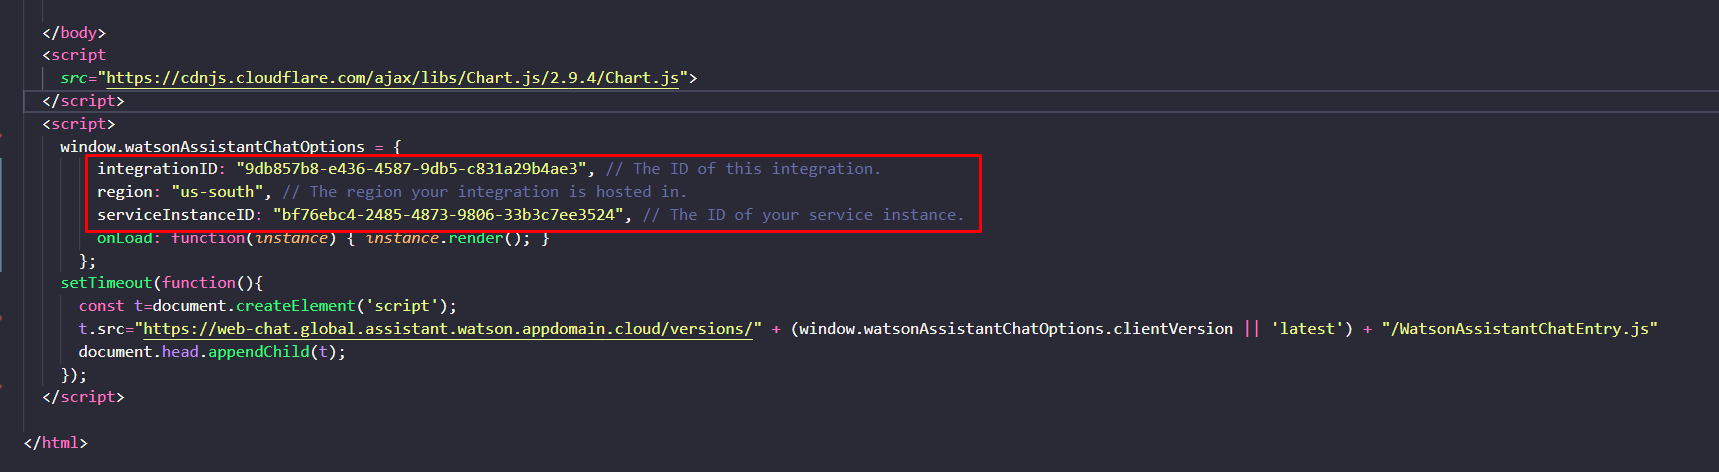 </body>
<script
src="https://cdnjs.cloudflare.com/ajax/libs/Chart.js/2.9.4/Chart.js">
</script>
<script>
window.watsonAssistantChatOptions = {
integrationID: "9db857b8-e436-4587-9db5-c831a29b4ae3", // The ID of this integration.
region: "us-south", // The region your integration is hosted in.
serviceInstanceID: "bf76ebc4-2485-4873-9806-33b3c7ee3524", // The ID of your service instance.
onLoad: function(instance) { instance.render(); }
};
setTimeout(function(){
const t=document.createElement('script');
t.src="https://web-chat.global.assistant.watson.appdomain.cloud/versions/" + (window.watsonAssistantChatOptions.clientVersion || 'latest') + "/WatsonAssistantChatEntry.js"
document.head.appendChild(t);
});
</script>
</html>